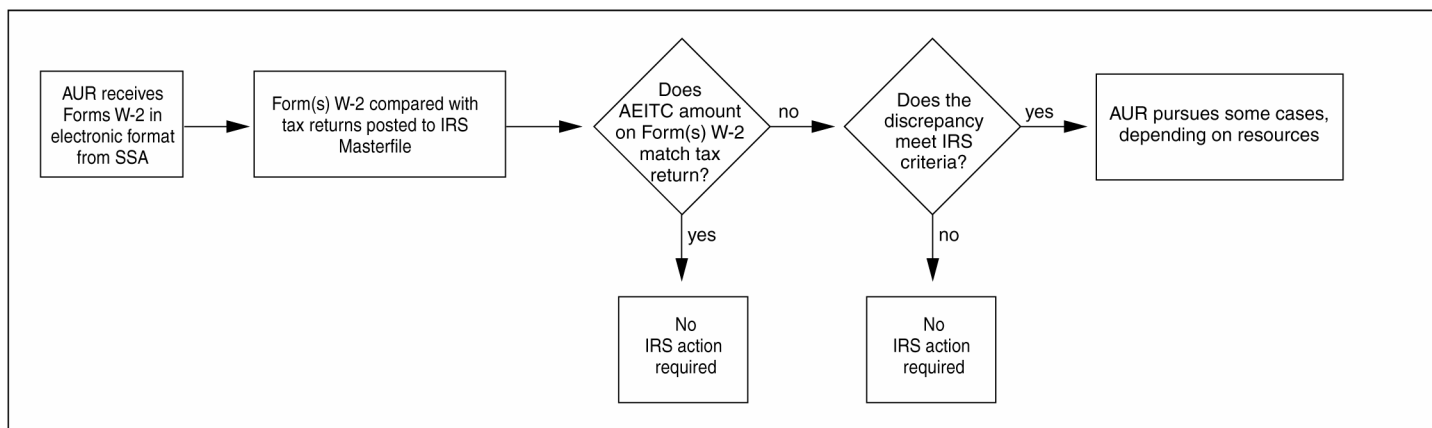 AUR receives
Forms W-2 in
electronic format
from SSA
Form(s) W-2 compared with
tax returns posted to IRS
Masterfile
Does
AEITC amount
on Form(s) W-2
match tax
return?
no
Does the
discrepancy
meet IRS
criteria?
yes
AUR pursues some cases,
depending on resources
yes
no
No
IRS action
required
No
IRS action
required